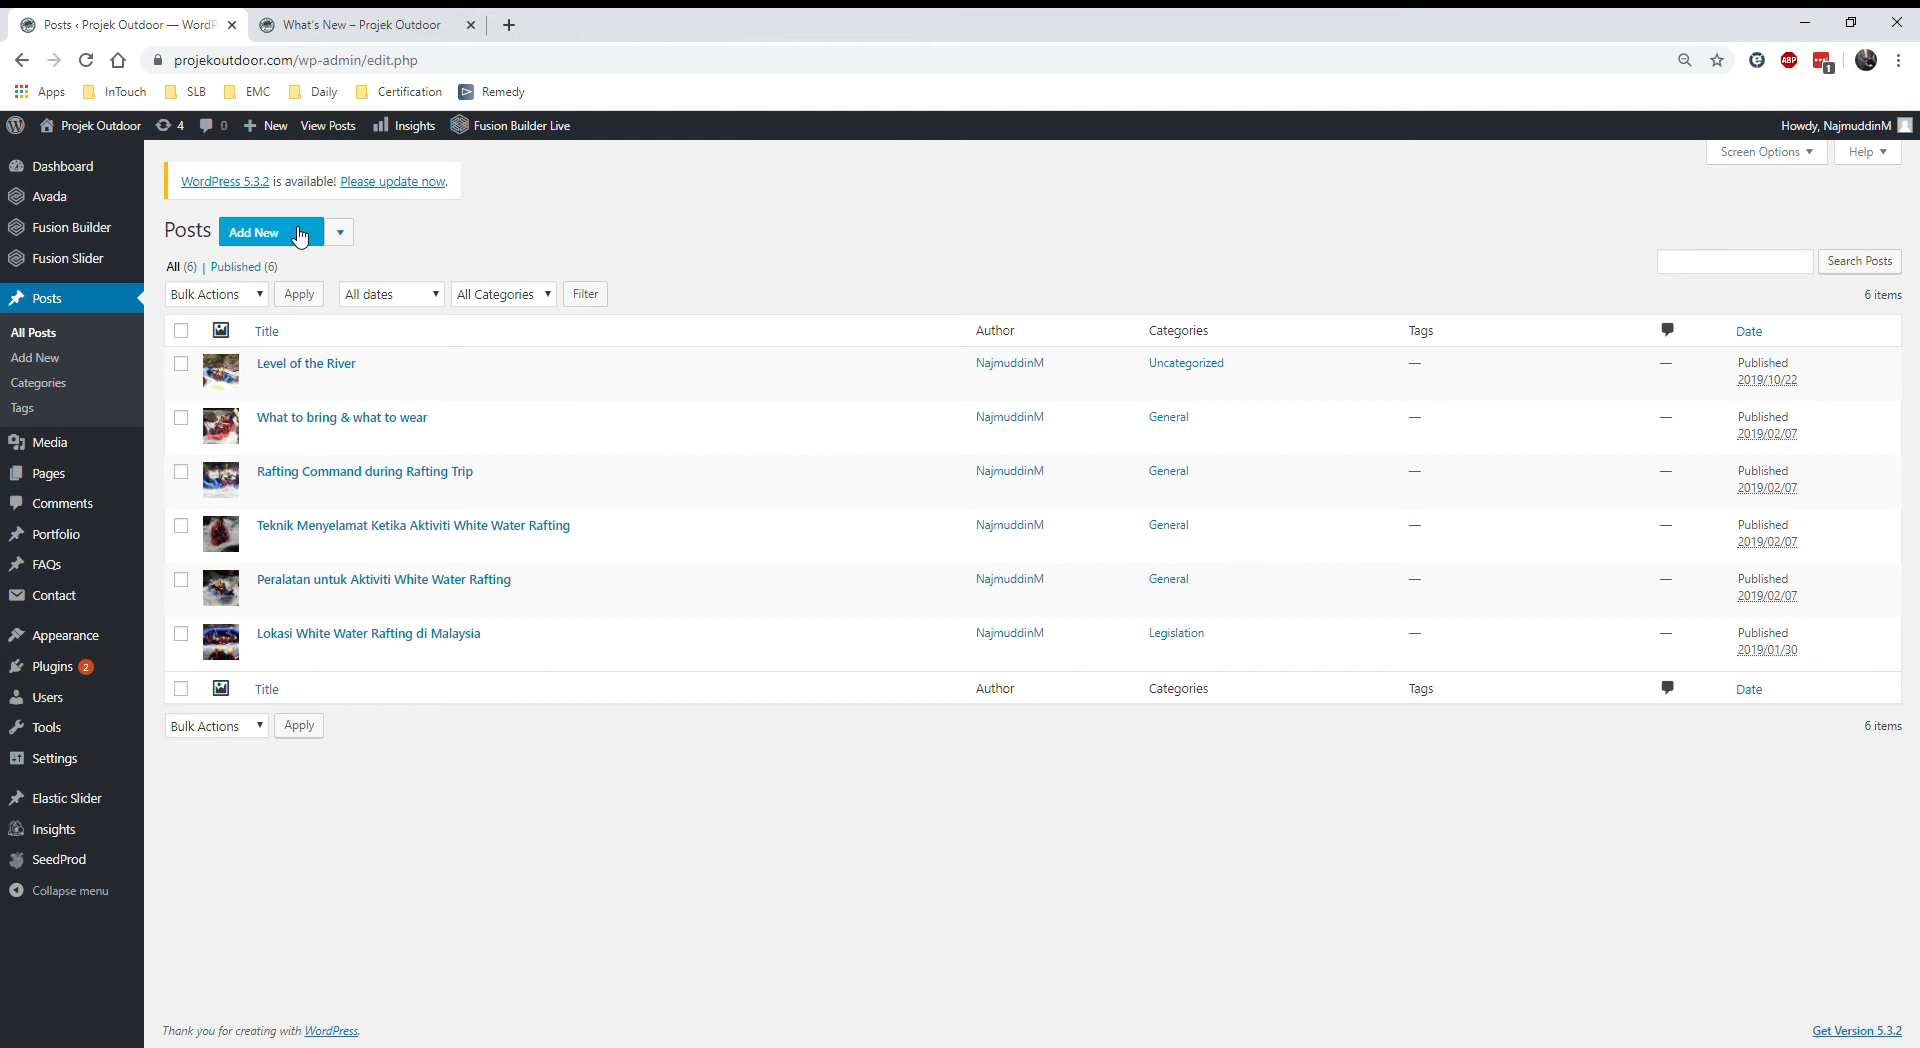 Posts ‹ Projek Outdoor — WordP
What's New – Projek Outdoor
projekoutdoor.com/wp-admin/edit.php
ABP
1
Apps InTouch SLB EMC Daily Certification Remedy
Projek Outdoor 4 0 New View Posts Insights Fusion Builder Live Howdy, NajmuddinM
Screen Options Help
Dashboard
Avada
Fusion Builder
Fusion Slider
Posts
All Posts
Add New
Categories
Tags
Media
Pages
Comments
Portfolio
FAQs
Contact
Appearance
Plugins 2
Users
Tools
Settings
Elastic Slider
Insights
SeedProd
Collapse menu
WordPress 5.3.2 is available! Please update now.
Posts Add New
All (6) | Published (6)
Search Posts
Bulk Actions Apply All dates All Categories Filter 6 items
Title Author Categories Tags Date
Level of the River NajmuddinM Uncategorized — — Published
2019/10/22
What to bring & what to wear NajmuddinM General — — Published
2019/02/07
Rafting Command during Rafting Trip NajmuddinM General — — Published
2019/02/07
Teknik Menyelamat Ketika Aktiviti White Water Rafting NajmuddinM General — — Published
2019/02/07
Peralatan untuk Aktiviti White Water Rafting NajmuddinM General — — Published
2019/02/07
Lokasi White Water Rafting di Malaysia NajmuddinM Legislation — — Published
2019/01/30
Title Author Categories Tags Date
Bulk Actions Apply 6 items
Thank you for creating with WordPress. Get Version 5.3.2